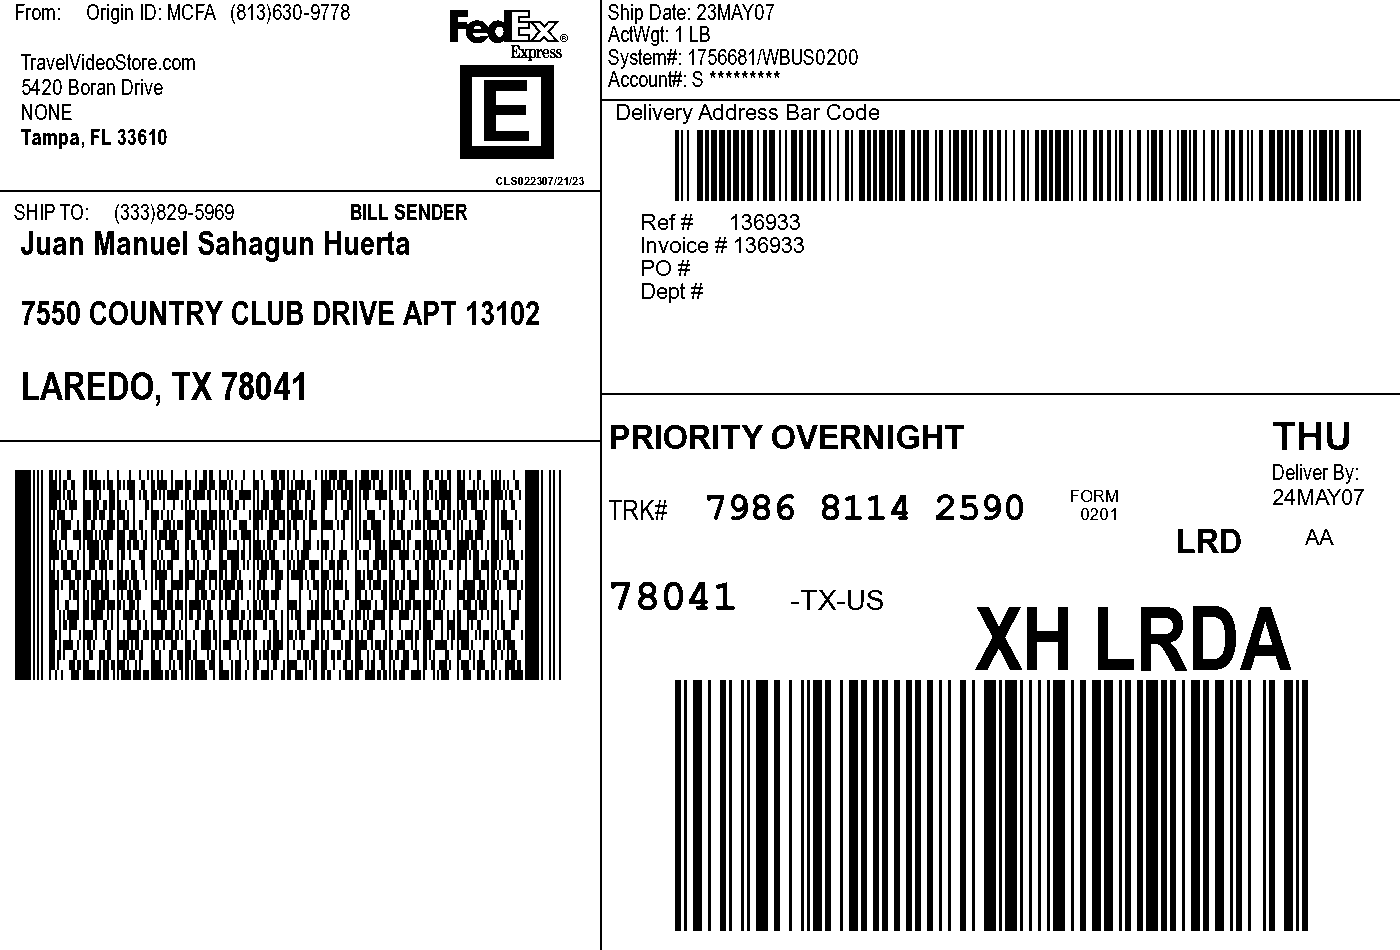 From: Origin ID: MCFA (813)630-9778
TravelVideoStore.com
5420 Boran Drive
NONE
Tampa, FL 33610
FedEx®
Express
E
CLS022307/21/23
SHIP TO: (333)829-5969 BILL SENDER
Juan Manuel Sahagun Huerta
7550 COUNTRY CLUB DRIVE APT 13102
LAREDO, TX 78041
Ship Date: 23MAY07
ActWgt: 1 LB
System#: 1756681/WBUS0200
Account#: S *********
Delivery Address Bar Code
Ref # 136933
Invoice # 136933
PO #
Dept #
PRIORITY OVERNIGHT
THU
Deliver By:
24MAY07
TRK# 7986 8114 2590
FORM
0201
LRD AA
78041 -TX-US
XH LRDA